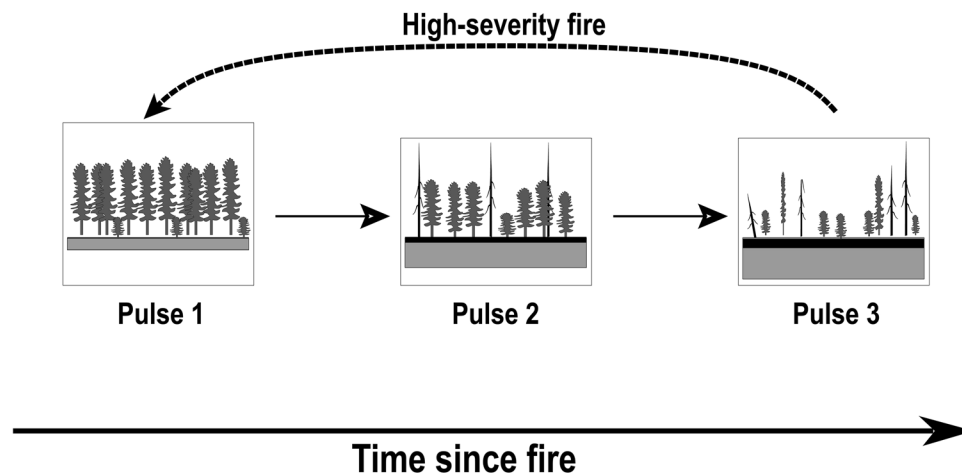 High-severity fire
Pulse 1
Pulse 2
Pulse 3
Time since fire